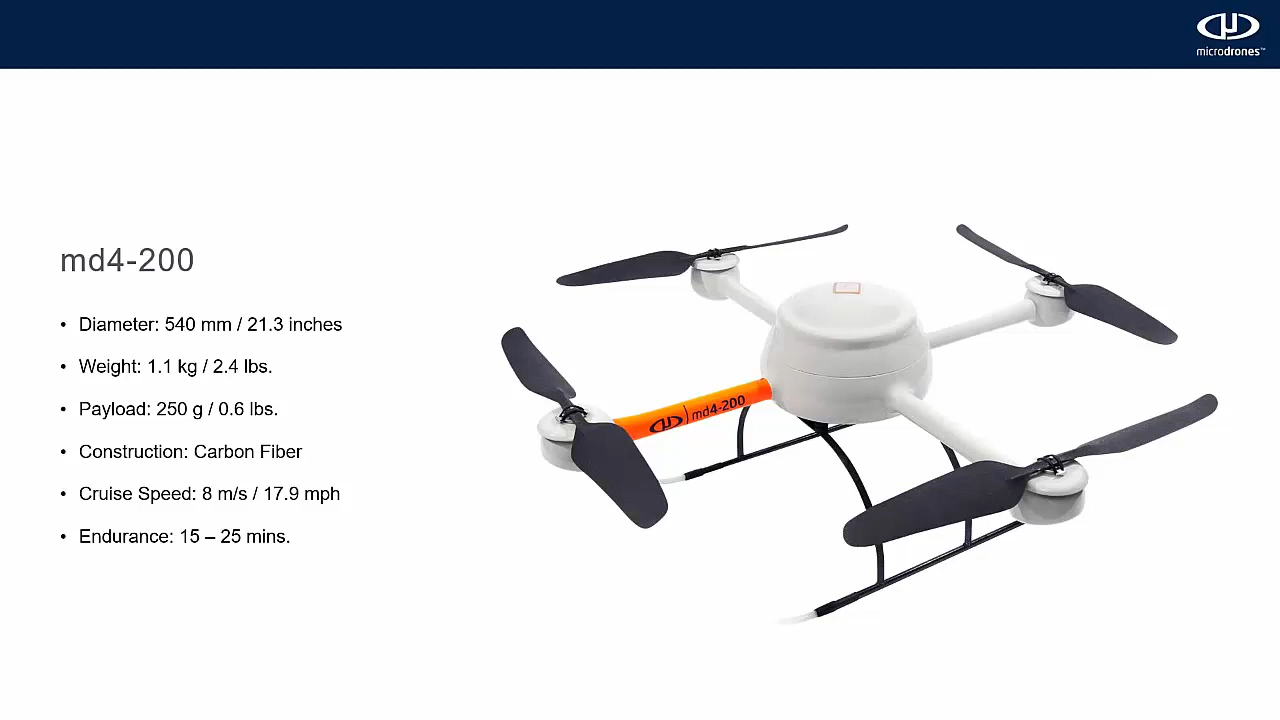 microdrones™
md4-200
• Diameter: 540 mm / 21.3 inches
• Weight: 1.1 kg / 2.4 lbs.
• Payload: 250 g / 0.6 lbs.
• Construction: Carbon Fiber
• Cruise Speed: 8 m/s / 17.9 mph
• Endurance: 15 – 25 mins.
md4-200